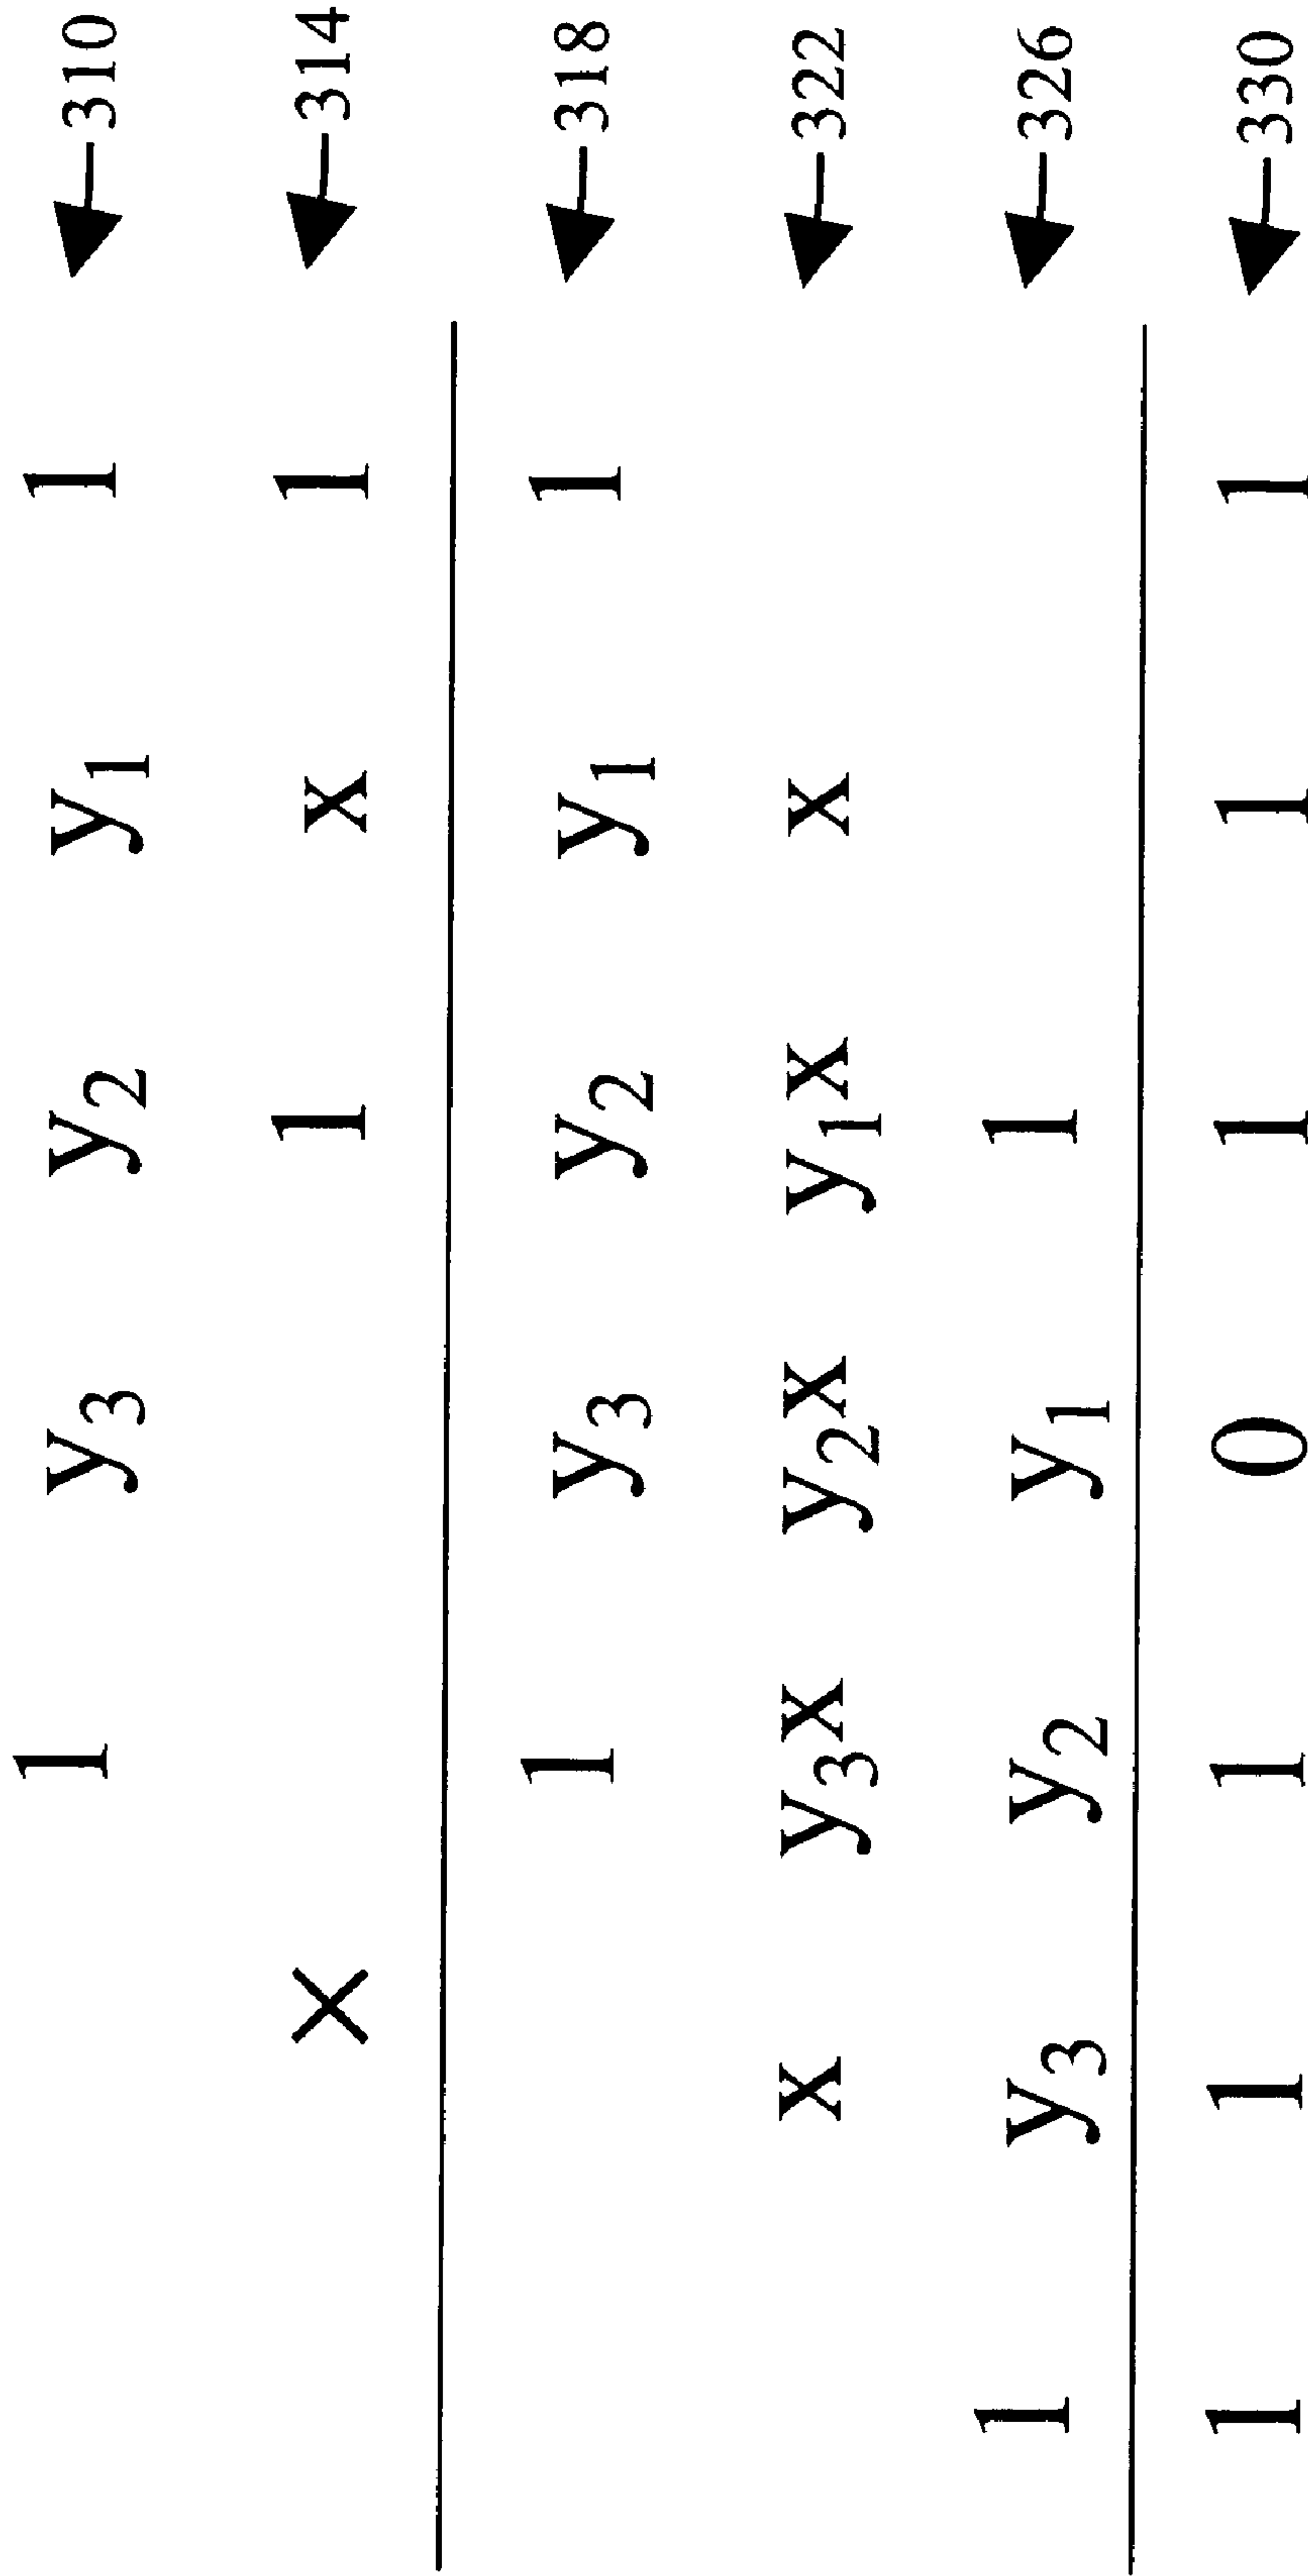 1 y₃ y₂ y₁ 1 310
× 1 x 1 314
1 y₃ y₂ y₁ 1 318
x y₃x y₂x y₁x x 322
1 y₃ y₂ y₁ 1 326
1 1 1 0 1 1 1 330